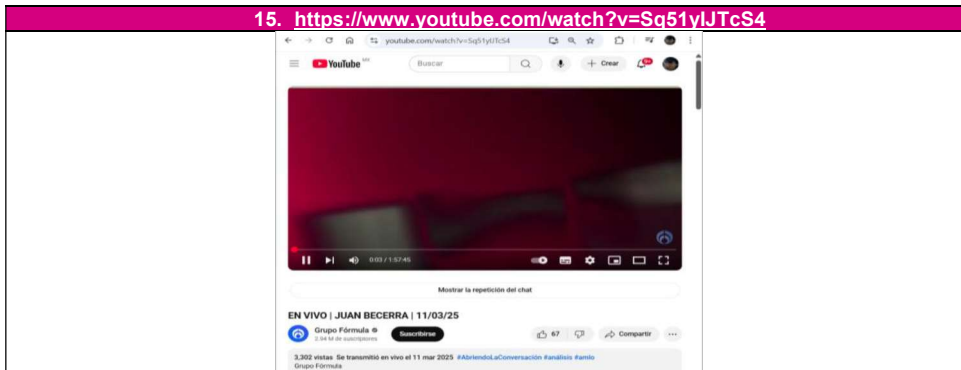 15. https://www.youtube.com/watch?v=Sq51yIJTcS4
youtube.com/watch?v=Sq51yIJTcS4
YouTube MX
Buscar
Crear
9+
0:03 / 1:57:45
Mostrar la repetición del chat
EN VIVO | JUAN BECERRA | 11/03/25
Grupo Fórmula
2.94 M de suscriptores
Suscribirse
67
Compartir
3,302 vistas Se transmitió en vivo el 11 mar 2025 #AbriendoLaConversación #análisis #amlo
Grupo Fórmula